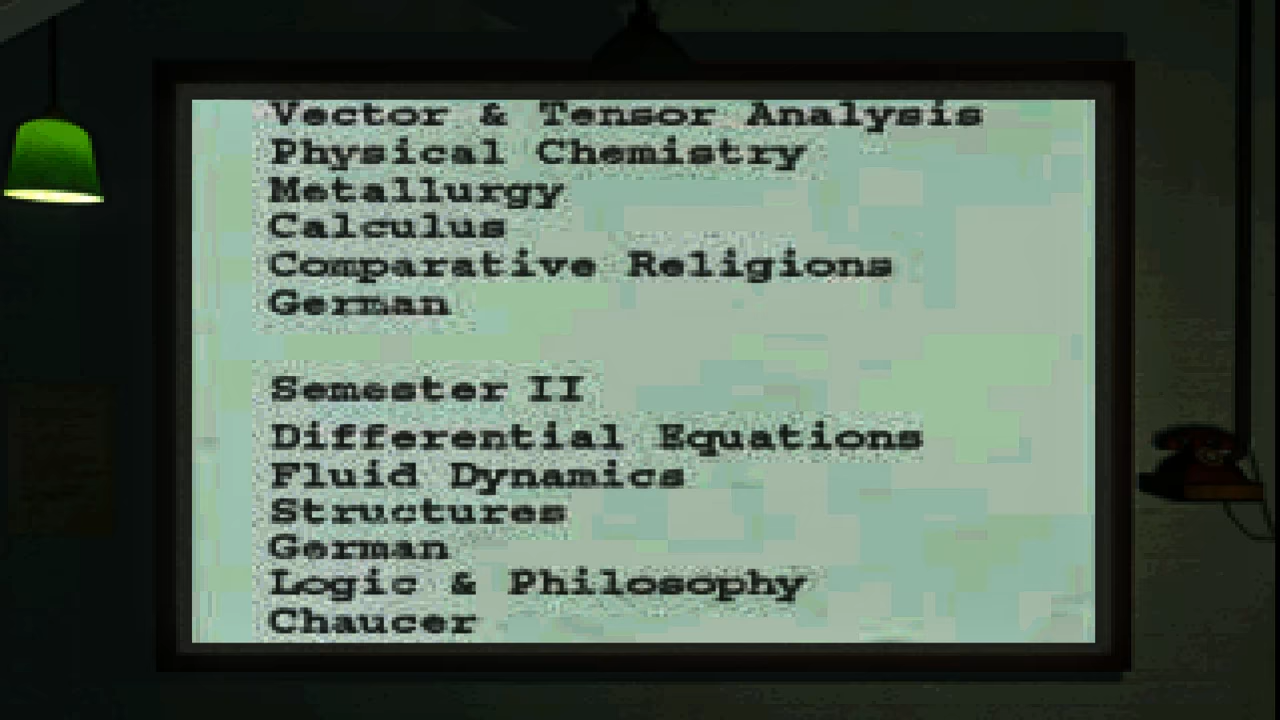 Vector & Tensor Analysis
Physical Chemistry
Metallurgy
Calculus
Comparative Religions
German
Semester II
Differential Equations
Fluid Dynamics
Structures
German
Logic & Philosophy
Chaucer